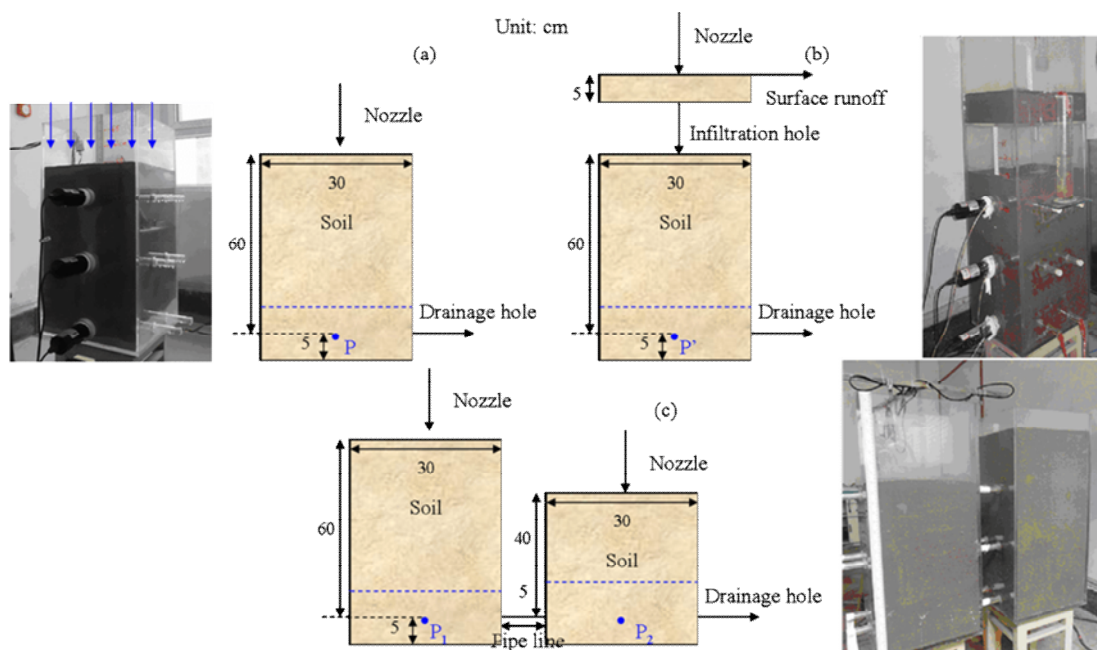 Unit: cm
(a)
Nozzle
30
Soil
60
Drainage hole
5
P
Nozzle
(b)
5
Surface runoff
Infiltration hole
30
Soil
60
Drainage hole
5
P'
Nozzle
(c)
30
Soil
60
5
P1
Pipe line
Nozzle
30
40
Soil
5
P2
Drainage hole